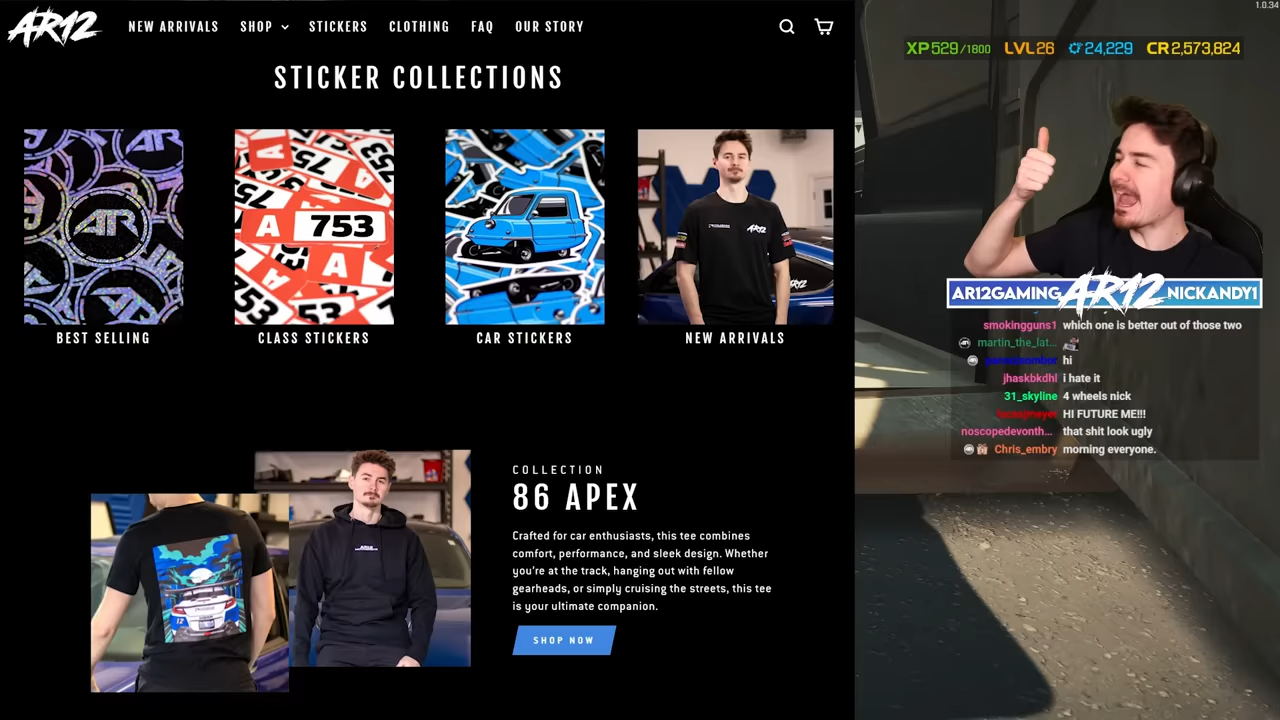 AR12
NEW ARRIVALS
SHOP
STICKERS
CLOTHING
FAQ
OUR STORY
STICKER COLLECTIONS
AR
A 753
AR12
BEST SELLING
CLASS STICKERS
CAR STICKERS
NEW ARRIVALS
COLLECTION
86 APEX
Crafted for car enthusiasts, this tee combines
comfort, performance, and sleek design. Whether
you're at the track, hanging out with fellow
gearheads, or simply cruising the streets, this tee
is your ultimate companion.
SHOP NOW
1.0.34
XP 529/1800 LVL 26 24,229 CR 2,573,824
AR12GAMING AR12 NICKANDY1
smokingguns1 which one is better out of those two
martin_the_lat...
hi
jhaskbkdhl i hate it
31_skyline 4 wheels nick
HI FUTURE ME!!!
noscopedevonth... that shit look ugly
Chris_embry morning everyone.